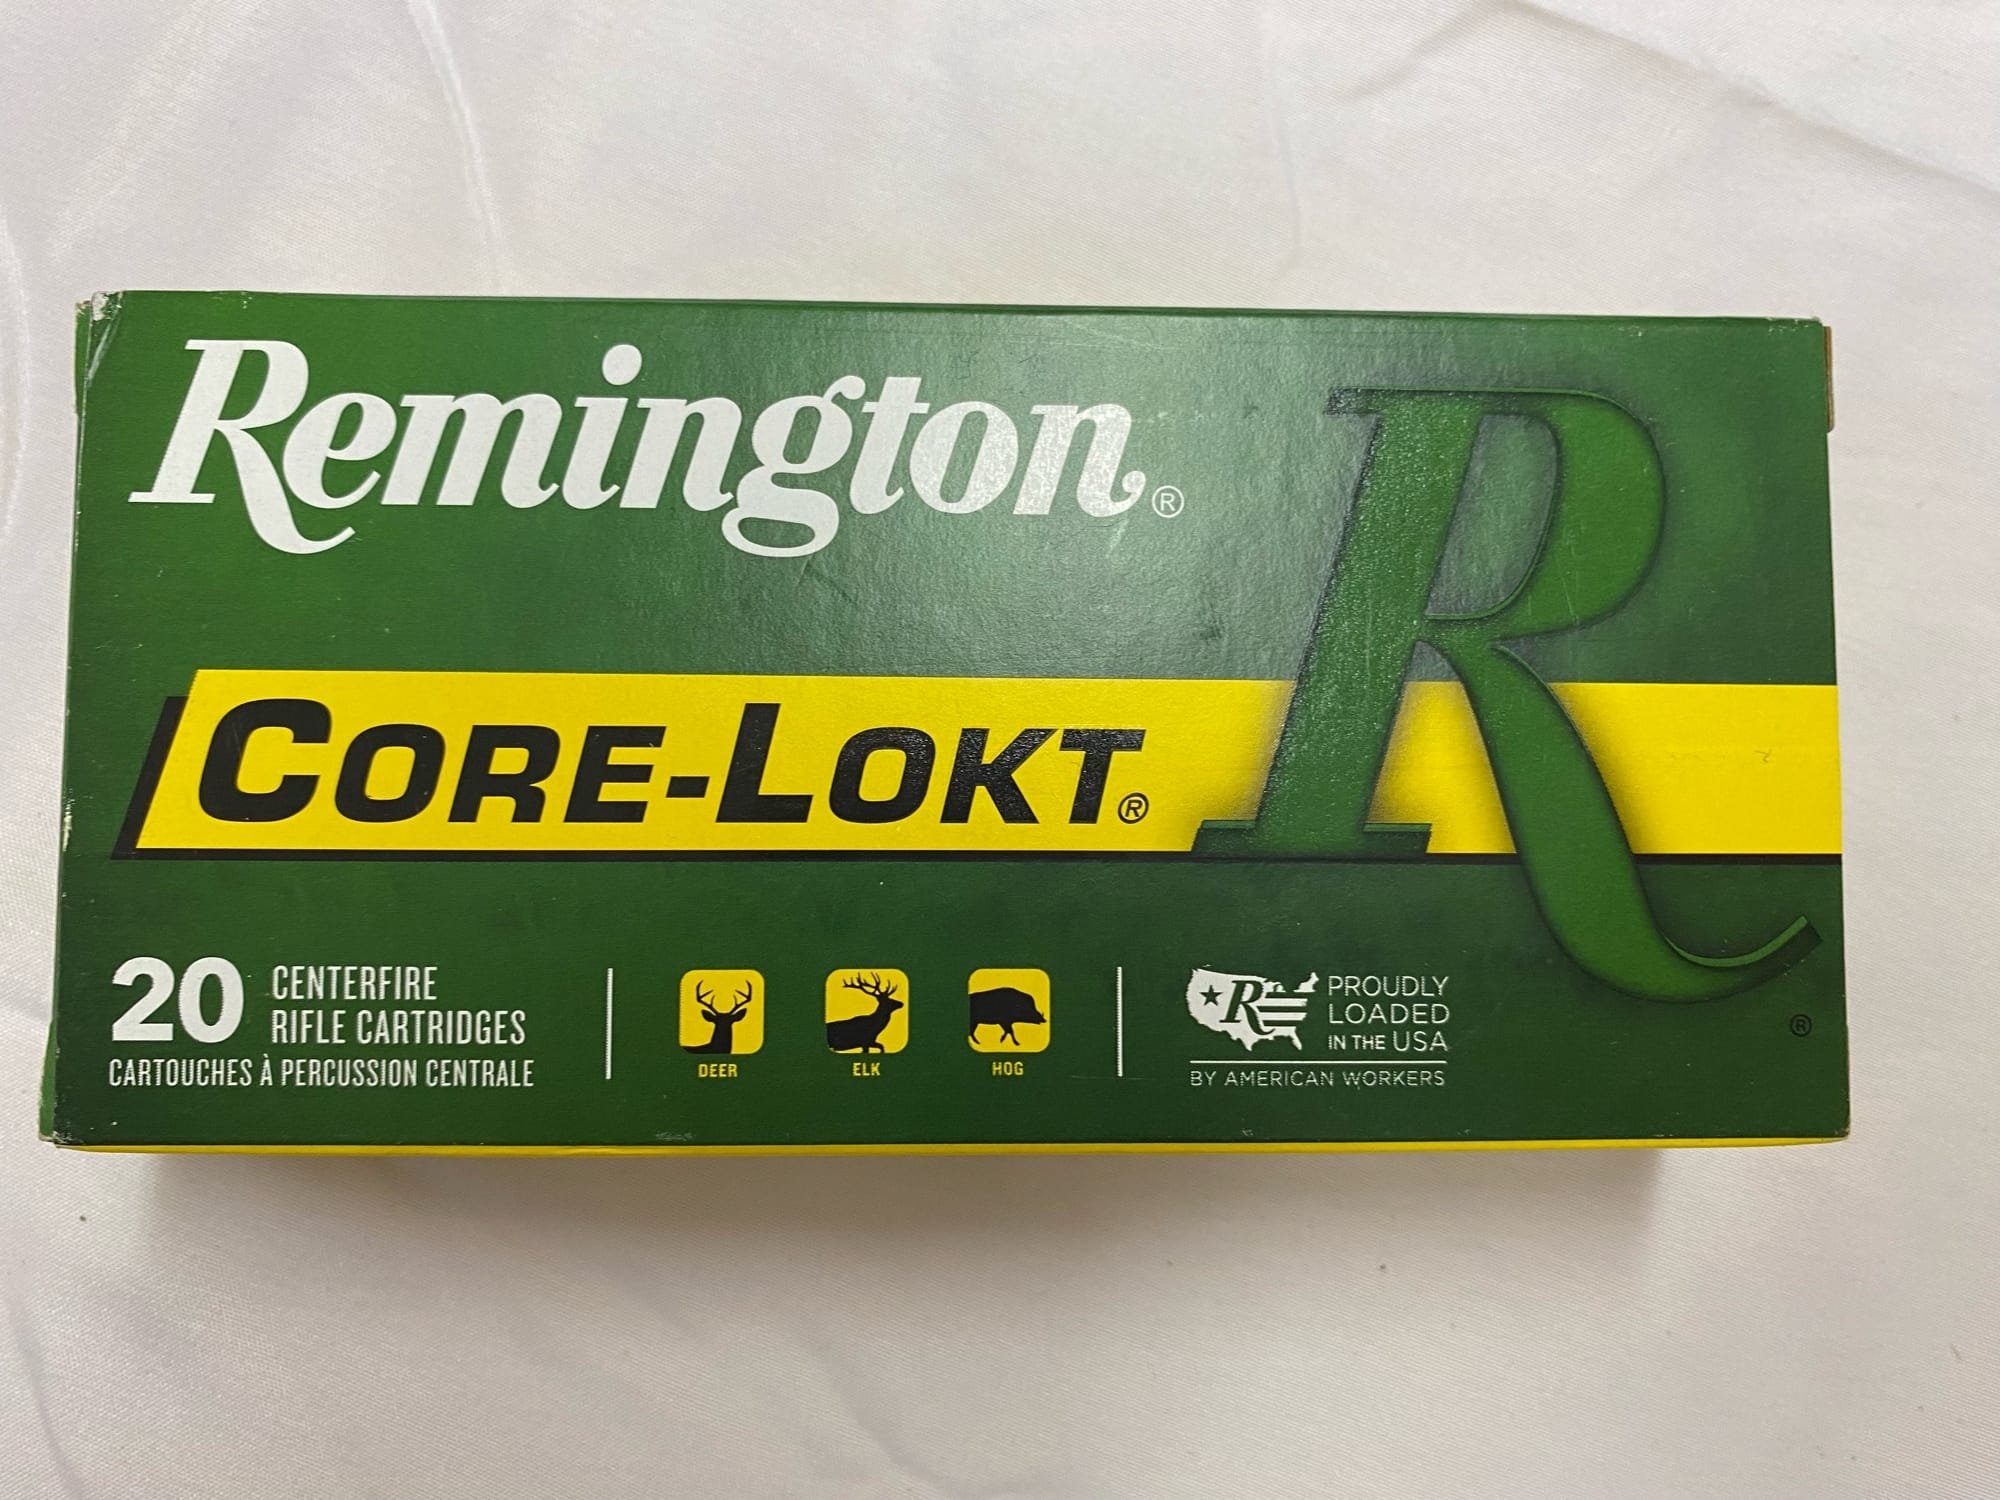 Remington®
CORE-LOKT®
R
20 CENTERFIRE
RIFLE CARTRIDGES
CARTOUCHES À PERCUSSION CENTRALE
DEER
ELK
HOG
R
PROUDLY
LOADED
IN THE USA
BY AMERICAN WORKERS
®